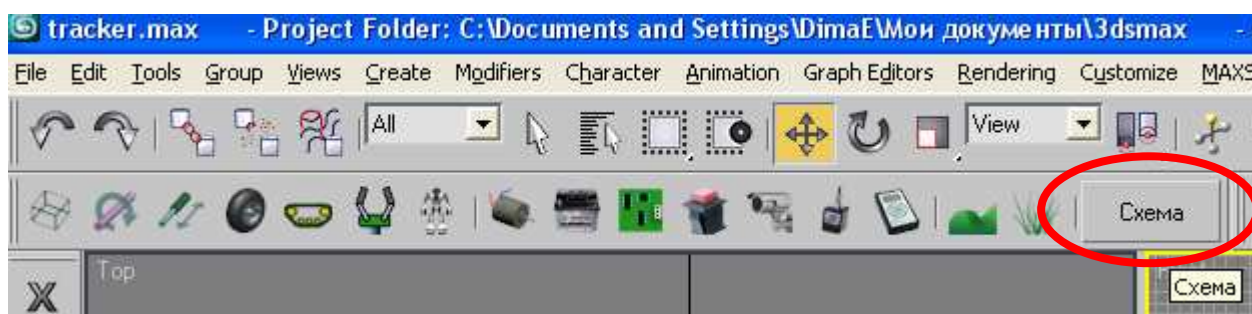 tracker.max - Project Folder: C:\Documents and Settings\DimaE\Мои документы\3dsmax -
File Edit Tools Group Views Create Modifiers Character Animation Graph Editors Rendering Customize MAXS
All View
Схема
Top
Схема